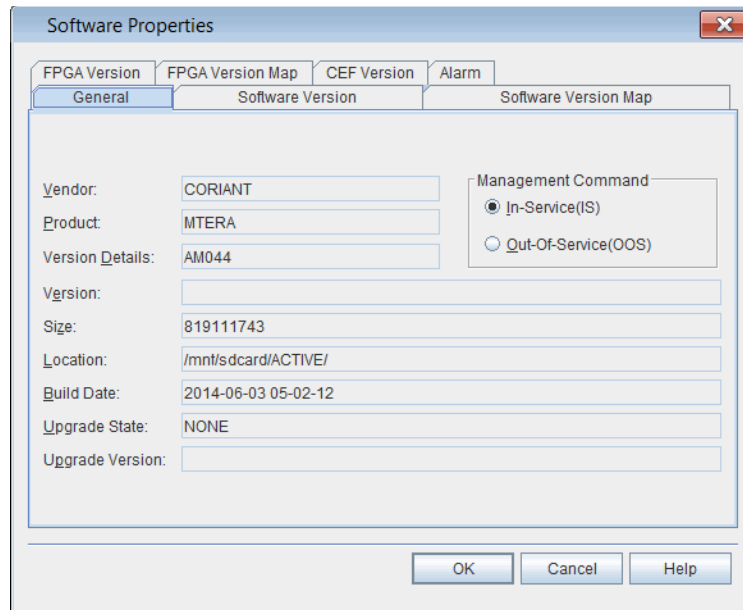 Software Properties
FPGA Version FPGA Version Map CEF Version Alarm
General Software Version Software Version Map
Management Command
Vendor: CORIANT
In-Service(IS)
Product: MTERA
Out-Of-Service(OOS)
Version Details: AM044
Version:
Size: 819111743
Location: /mnt/sdcard/ACTIVE/
Build Date: 2014-06-03 05-02-12
Upgrade State: NONE
Upgrade Version:
OK Cancel Help